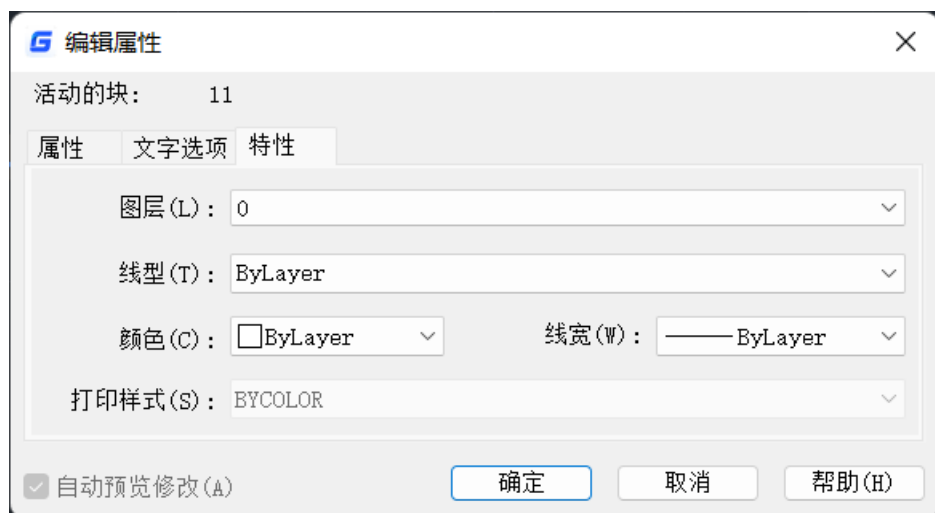 编辑属性
活动的块: 11
属性 文字选项 特性
图层(L): 0
线型(T): ByLayer
颜色(C): ByLayer 线宽(W): ByLayer
打印样式(S): BYCOLOR
自动预览修改(A) 确定 取消 帮助(H)